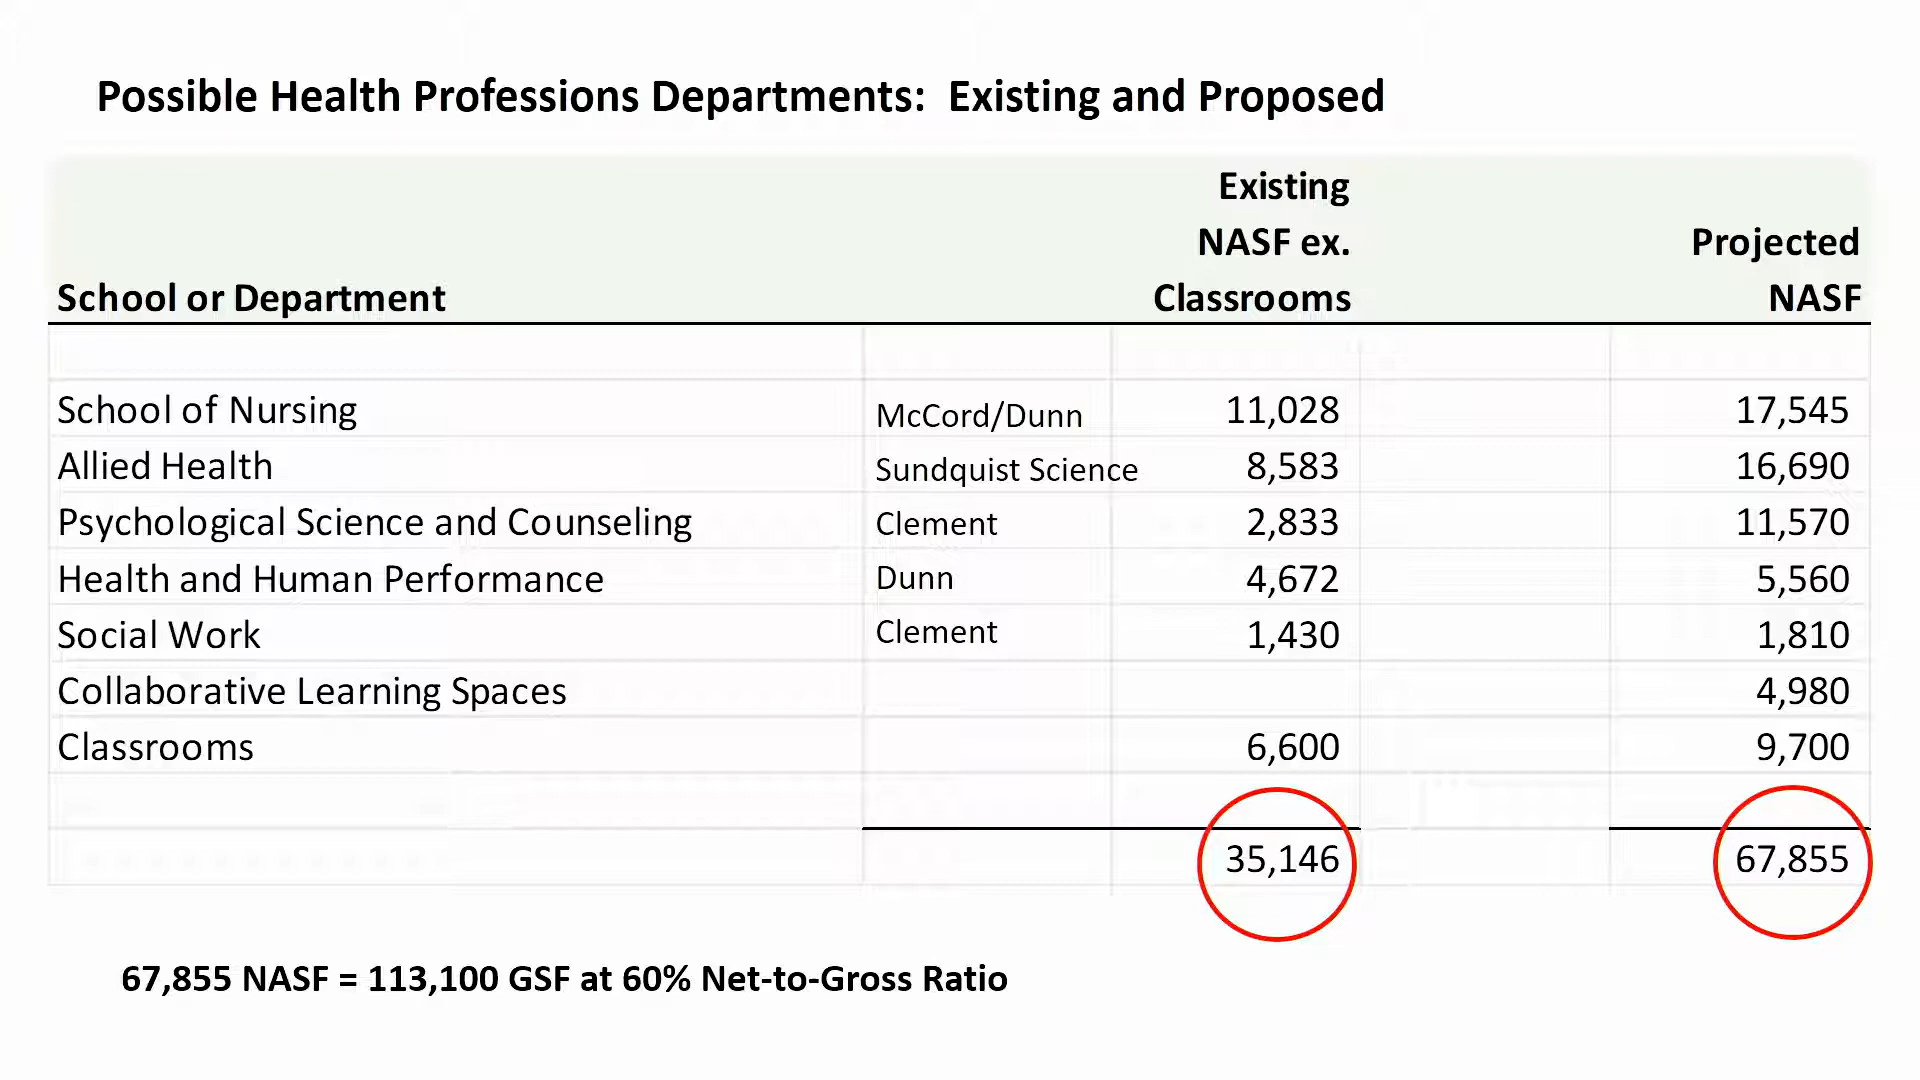 Possible Health Professions Departments: Existing and Proposed
School or Department Existing NASF ex. Classrooms Projected NASF
School of Nursing McCord/Dunn 11,028 17,545
Allied Health Sundquist Science 8,583 16,690
Psychological Science and Counseling Clement 2,833 11,570
Health and Human Performance Dunn 4,672 5,560
Social Work Clement 1,430 1,810
Collaborative Learning Spaces 4,980
Classrooms 6,600 9,700
35,146 67,855
67,855 NASF = 113,100 GSF at 60% Net-to-Gross Ratio